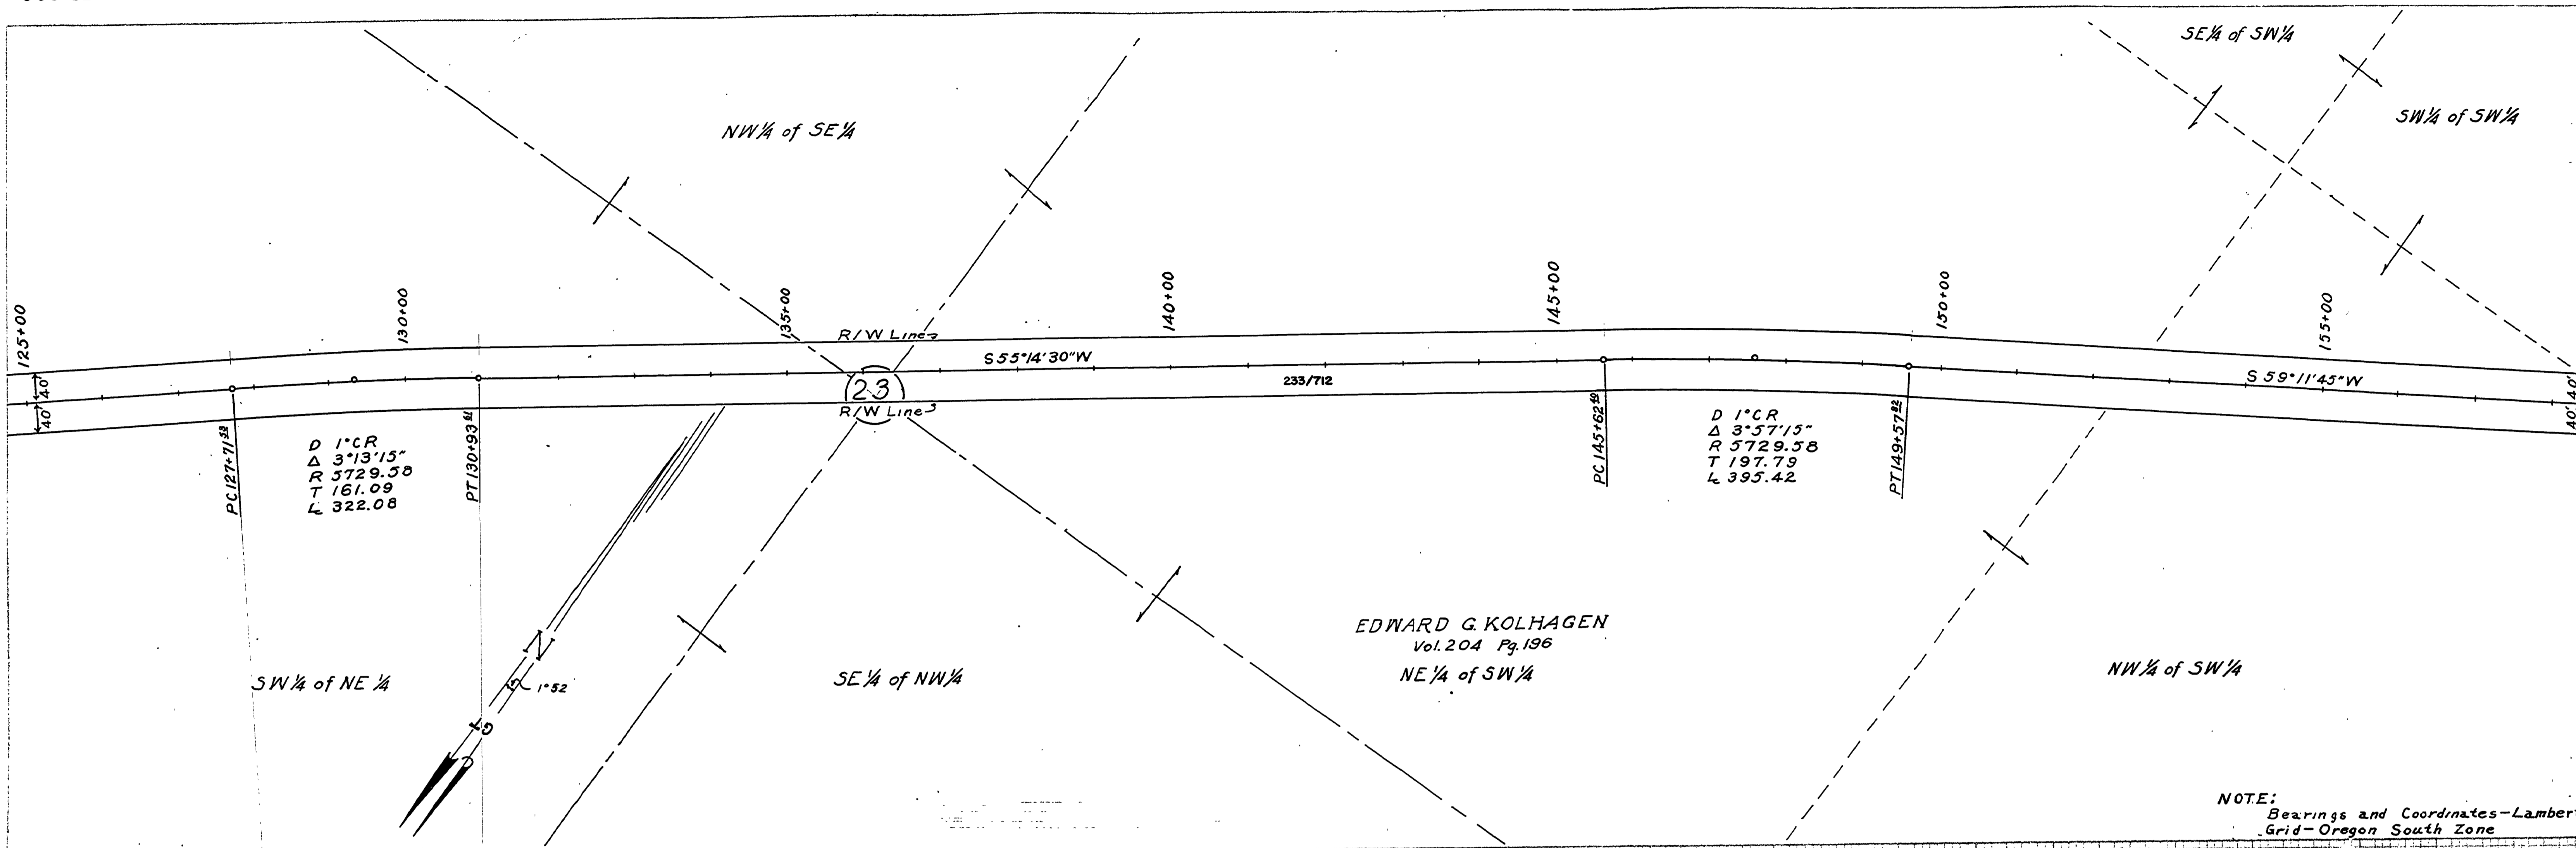 SE¼ of SW¼
SW¼ of SW¼
NW¼ of SE¼
125+00
130+00
135+00
140+00
145+00
150+00
155+00
R/W Line
S 55°14'30"W
S 59°11'45"W
40'
40'
40'
40'
23
233/712
R/W Line
PC 127+71
D 1°CR
Δ 3°13'15"
R 5729.58
T 161.09
L 322.08
PT 130+93
PC 145+62
D 1°CR
Δ 3°57'15"
R 5729.58
T 197.79
L 395.42
PT 149+57
EDWARD G. KOLHAGEN
Vol. 204 Pg. 196
NE¼ of SW¼
SW¼ of NE¼
N
1°52
T
G
SE¼ of NW¼
NW¼ of SW¼
NOTE:
Bearings and Coordinates-Lambert
Grid-Oregon South Zone